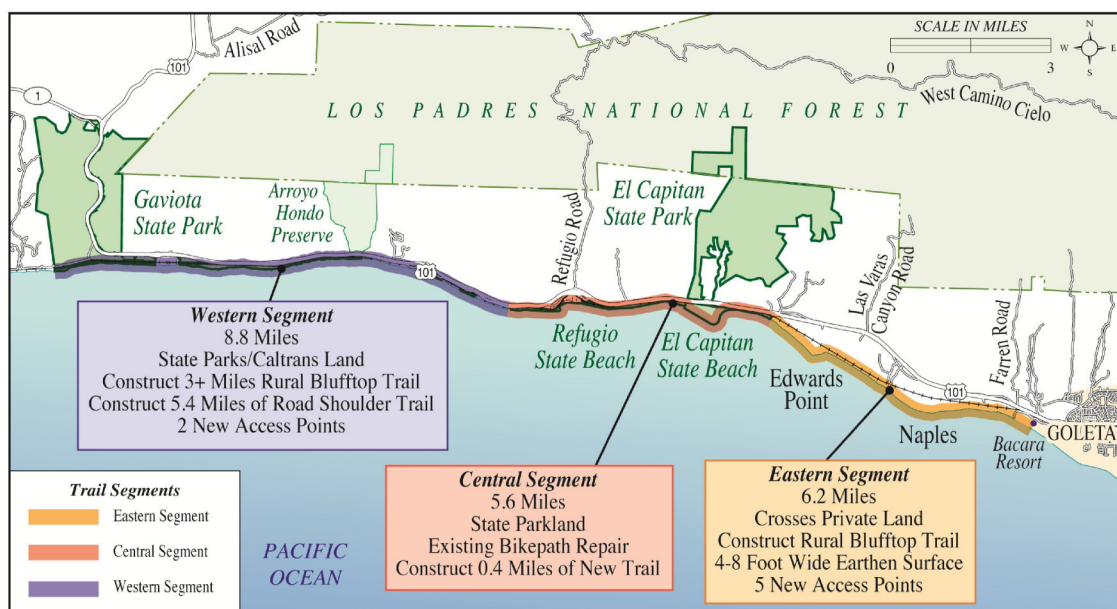 SCALE IN MILES
0 3
N
W E
S
Alisal Road
101
1
LOS PADRES NATIONAL FOREST
West Camino Cielo
Gaviota
State Park
Arroyo
Hondo
Preserve
Refugio Road
El Capitan
State Park
Las Varas
Canyon Road
Farren Road
101
101
Refugio
State Beach
El Capitan
State Beach
Edwards
Point
Naples
GOLETA
Bacara
Resort
Western Segment
8.8 Miles
State Parks/Caltrans Land
Construct 3+ Miles Rural Blufftop Trail
Construct 5.4 Miles of Road Shoulder Trail
2 New Access Points
Central Segment
5.6 Miles
State Parkland
Existing Bikepath Repair
Construct 0.4 Miles of New Trail
Eastern Segment
6.2 Miles
Crosses Private Land
Construct Rural Blufftop Trail
4-8 Foot Wide Earthen Surface
5 New Access Points
Trail Segments
Eastern Segment
Central Segment
Western Segment
PACIFIC
OCEAN